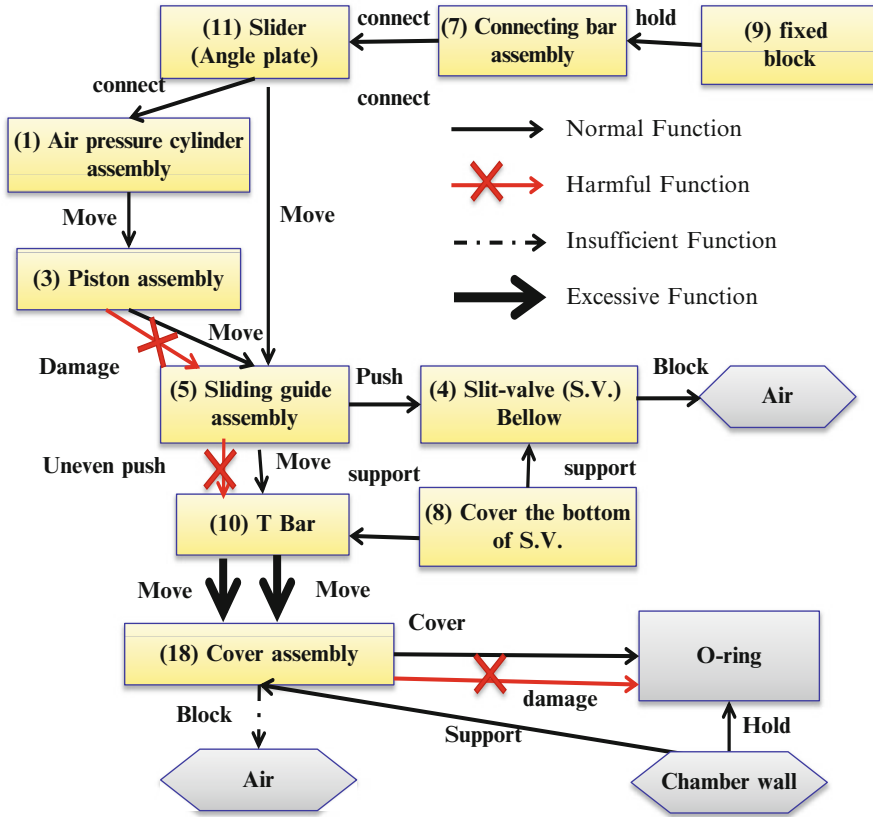 (11) Slider
(Angle plate)
connect
(7) Connecting bar
assembly
hold
(9) fixed
block
connect
connect
(1) Air pressure cylinder
assembly
Normal Function
Harmful Function
Move
Move
Insufficient Function
(3) Piston assembly
Excessive Function
Move
Damage
(5) Sliding guide
assembly
Push
(4) Slit-valve (S.V.)
Bellow
Block
Air
Uneven push
Move
support
support
(10) T Bar
(8) Cover the bottom
of S.V.
Move
Move
Cover
(18) Cover assembly
O-ring
damage
Block
Support
Hold
Air
Chamber wall